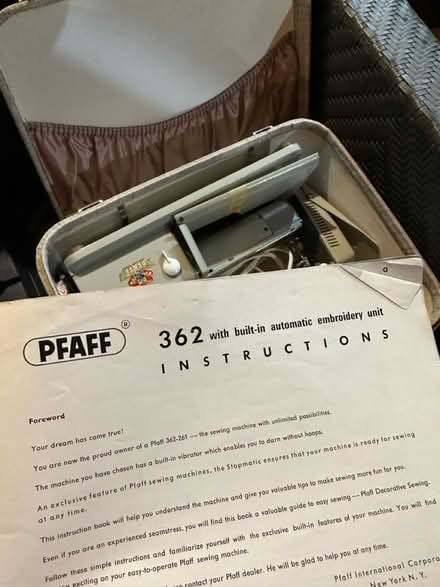 PFAFF ®
362 with built-in automatic embroidery unit
INSTRUCTIONS
Foreword
Your dream has come true!
You are now the proud owner of a Pfaff 362-261 — the sewing machine with unlimited possibilities.
The machine you have chosen has a built-in vibrator which enables you to darn without hoops.
An exclusive feature of Pfaff sewing machines, the Stopmatic ensures that your machine is ready for sewing
at any time.
This instruction book will help you understand the machine and give you valuable tips to make sewing more fun for you.
Even if you are an experienced seamstress, you will find this book a valuable guide to easy sewing — Pfaff Decorative Sewing.
Follow these simple instructions and familiarize yourself with the exclusive built-in features of your machine. You will find
exciting on your easy-to-operate Pfaff sewing machine.
contact your Pfaff dealer. He will be glad to help you at any time.
Pfaff International Corpora
New York N. Y.